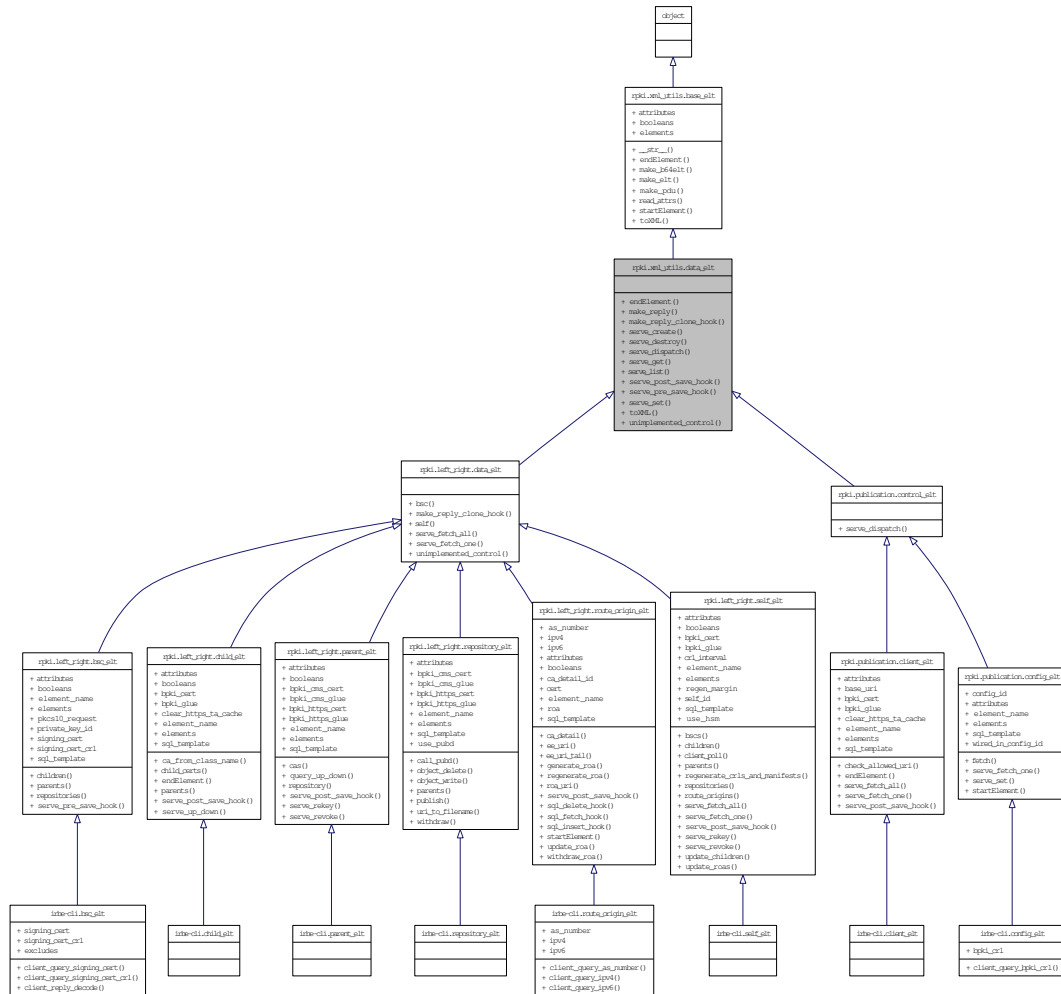 object
rpki.xml_utils.base_elt
+ attributes
+ booleans
+ elements
+ __str__()
+ endElement()
+ make_b64elt()
+ make_elt()
+ make_pdu()
+ read_attrs()
+ startElement()
+ toXML()
rpki.xml_utils.data_elt
+ endElement()
+ make_reply()
+ make_reply_clone_hook()
+ serve_create()
+ serve_destroy()
+ serve_dispatch()
+ serve_get()
+ serve_list()
+ serve_post_save_hook()
+ serve_pre_save_hook()
+ serve_set()
+ toXML()
+ unimplemented_control()
rpki.left_right.data_elt
+ bsc()
+ make_reply_clone_hook()
+ self()
+ serve_fetch_all()
+ serve_fetch_one()
+ unimplemented_control()
rpki.publication.control_elt
+ serve_dispatch()
rpki.left_right.bsc_elt
+ attributes
+ booleans
+ element_name
+ elements
+ pkcs10_request
+ private_key_id
+ signing_cert
+ signing_cert_crl
+ sql_template
+ children()
+ parents()
+ repositories()
+ serve_pre_save_hook()
rpki.left_right.child_elt
+ attributes
+ booleans
+ bpki_cert
+ bpki_glue
+ clear_https_ta_cache
+ element_name
+ elements
+ sql_template
+ ca_from_class_name()
+ child_certs()
+ endElement()
+ parents()
+ serve_post_save_hook()
+ serve_up_down()
rpki.left_right.parent_elt
+ attributes
+ booleans
+ bpki_cms_cert
+ bpki_cms_glue
+ bpki_https_cert
+ bpki_https_glue
+ element_name
+ elements
+ sql_template
+ cas()
+ query_up_down()
+ repository()
+ serve_post_save_hook()
+ serve_rekey()
+ serve_revoke()
rpki.left_right.repository_elt
+ attributes
+ bpki_cms_cert
+ bpki_cms_glue
+ bpki_https_cert
+ bpki_https_glue
+ element_name
+ elements
+ sql_template
+ use_pubd
+ call_pubd()
+ object_delete()
+ object_write()
+ parents()
+ publish()
+ uri_to_filename()
+ withdraw()
rpki.left_right.route_origin_elt
+ as_number
+ ipv4
+ ipv6
+ attributes
+ booleans
+ ca_detail_id
+ cert
+ element_name
+ roa
+ sql_template
+ ca_detail()
+ ee_uri()
+ ee_uri_tail()
+ generate_roa()
+ regenerate_roa()
+ roa_uri()
+ serve_post_save_hook()
+ sql_delete_hook()
+ sql_fetch_hook()
+ sql_insert_hook()
+ startElement()
+ update_roa()
+ withdraw_roa()
rpki.left_right.self_elt
+ attributes
+ booleans
+ bpki_cert
+ bpki_glue
+ crl_interval
+ element_name
+ elements
+ regen_margin
+ self_id
+ sql_template
+ use_hsm
+ bscs()
+ children()
+ client_poll()
+ parents()
+ regenerate_crls_and_manifests()
+ repositories()
+ route_origins()
+ serve_fetch_all()
+ serve_fetch_one()
+ serve_post_save_hook()
+ serve_rekey()
+ serve_revoke()
+ update_children()
+ update_roas()
rpki.publication.client_elt
+ attributes
+ base_uri
+ bpki_cert
+ bpki_glue
+ clear_https_ta_cache
+ element_name
+ elements
+ sql_template
+ check_allowed_uri()
+ endElement()
+ serve_fetch_all()
+ serve_fetch_one()
+ serve_post_save_hook()
rpki.publication.config_elt
+ config_id
+ attributes
+ element_name
+ elements
+ sql_template
+ wired_in_config_id
+ fetch()
+ serve_fetch_one()
+ serve_set()
+ startElement()
irbe-cli.bsc_elt
+ signing_cert
+ signing_cert_crl
+ excludes
+ client_query_signing_cert()
+ client_query_signing_cert_crl()
+ client_reply_decode()
irbe-cli.child_elt
irbe-cli.parent_elt
irbe-cli.repository_elt
irbe-cli.route_origin_elt
+ as_number
+ ipv4
+ ipv6
+ client_query_as_number()
+ client_query_ipv4()
+ client_query_ipv6()
irbe-cli.self_elt
irbe-cli.client_elt
irbe-cli.config_elt
+ bpki_crl
+ client_query_bpki_crl()